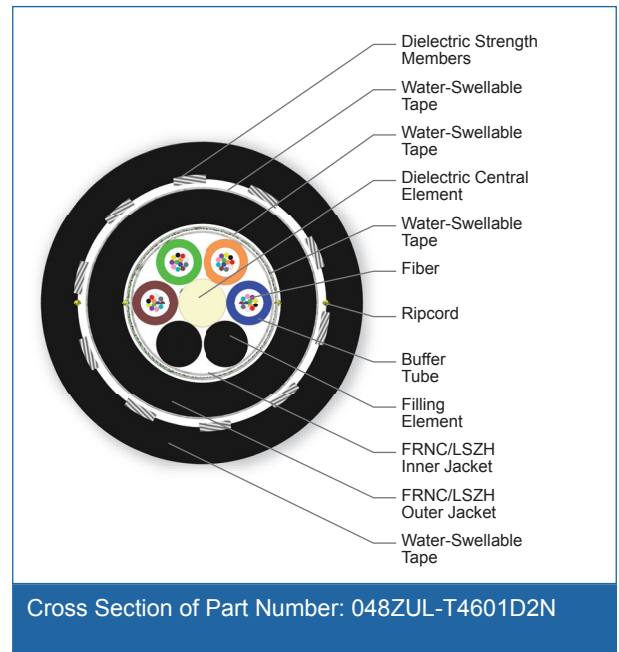 Dielectric Strength
Members
Water-Swellable
Tape
Water-Swellable
Tape
Dielectric Central
Element
Water-Swellable
Tape
Fiber
Ripcord
Buffer
Tube
Filling
Element
FRNC/LSZH
Inner Jacket
FRNC/LSZH
Outer Jacket
Water-Swellable
Tape
Cross Section of Part Number: 048ZUL-T4601D2N